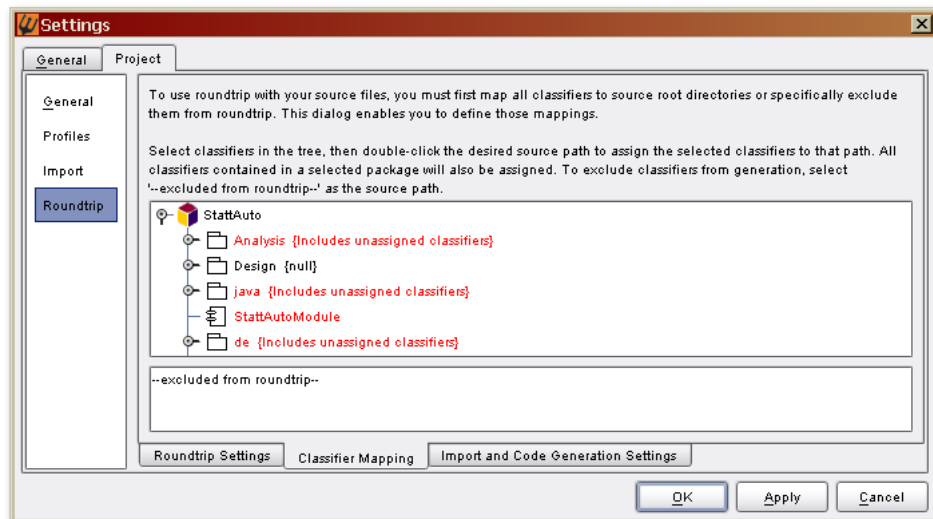 Settings
General Project
General
Profiles
Import
Roundtrip
To use roundtrip with your source files, you must first map all classifiers to source root directories or specifically exclude
them from roundtrip. This dialog enables you to define those mappings.
Select classifiers in the tree, then double-click the desired source path to assign the selected classifiers to that path. All
classifiers contained in a selected package will also be assigned. To exclude classifiers from generation, select
'--excluded from roundtrip--' as the source path.
StattAuto
Analysis {Includes unassigned classifiers}
Design {null}
java {Includes unassigned classifiers}
StattAutoModule
de {Includes unassigned classifiers}
--excluded from roundtrip--
Roundtrip Settings Classifier Mapping Import and Code Generation Settings
OK Apply Cancel